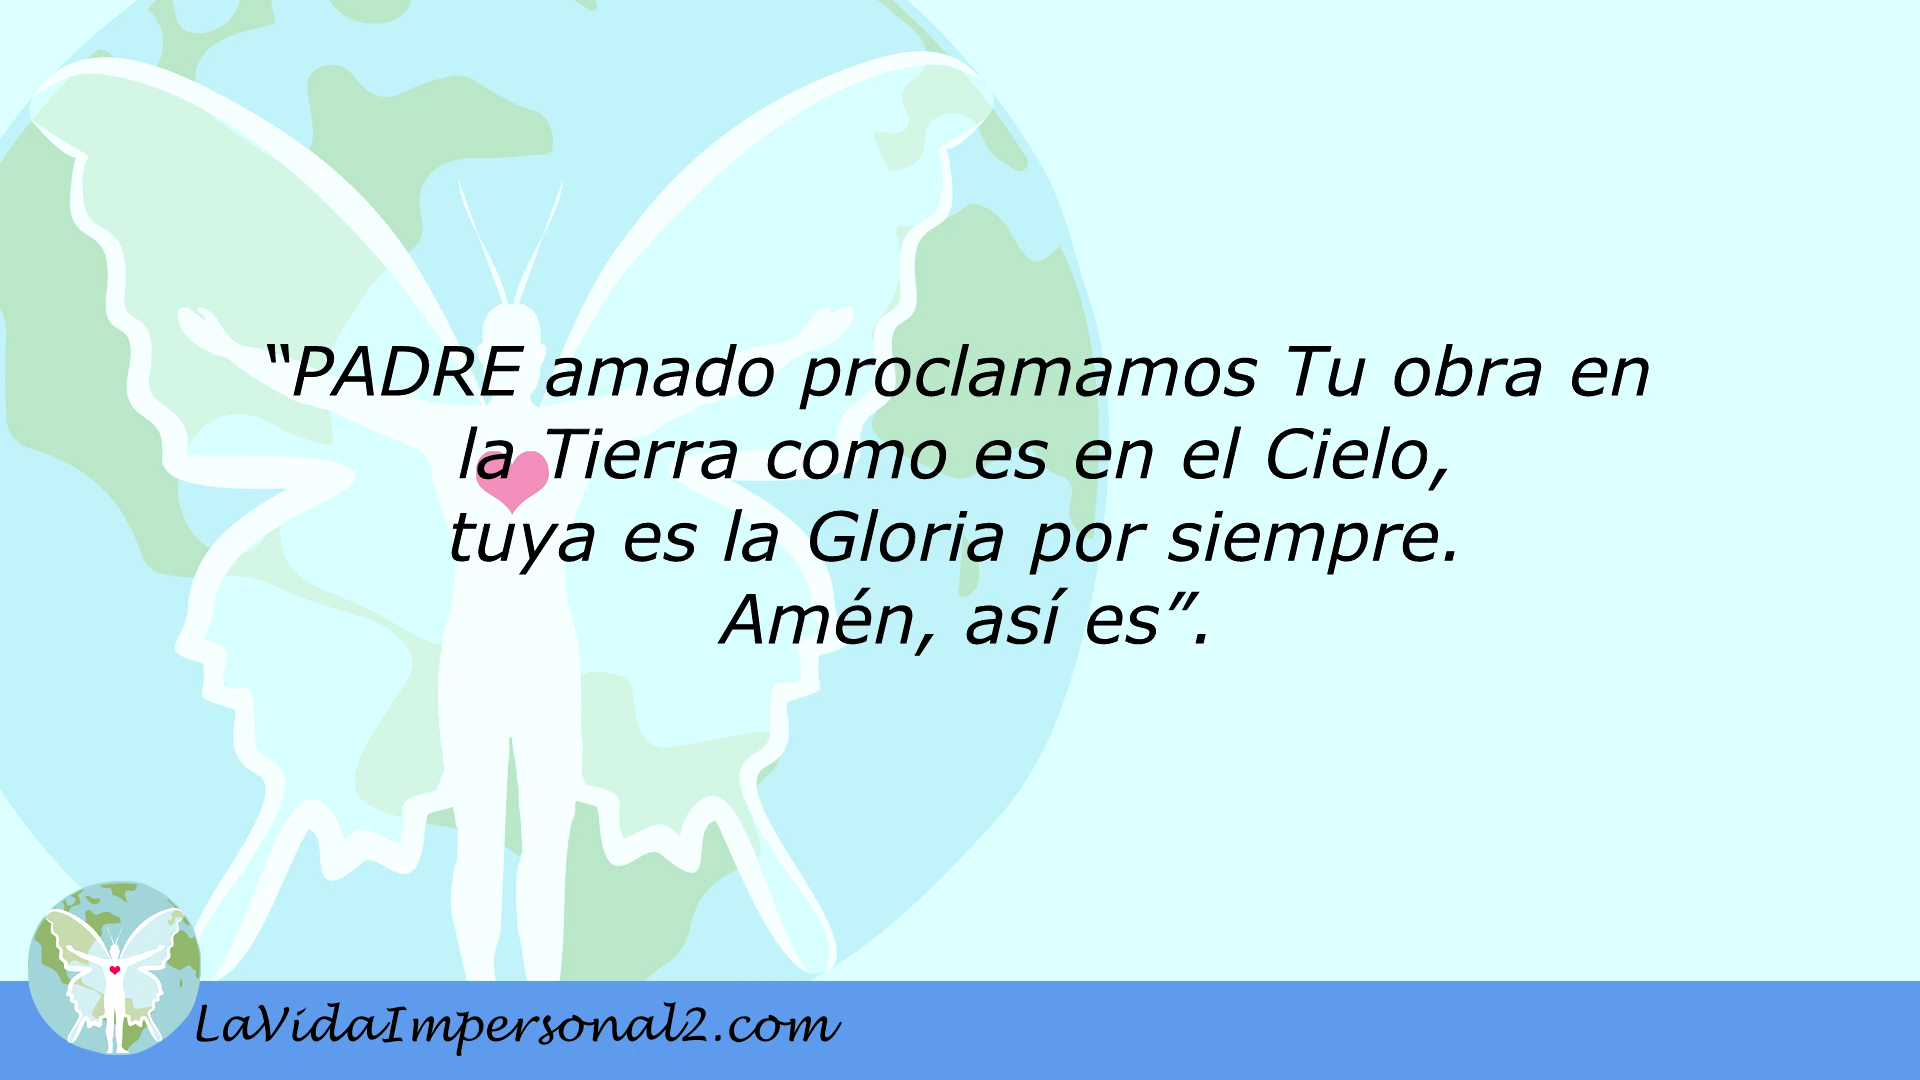 “PADRE amado proclamamos Tu obra en
la Tierra como es en el Cielo,
tuya es la Gloria por siempre.
Amén, así es”.
LaVidaImpersonal2.com